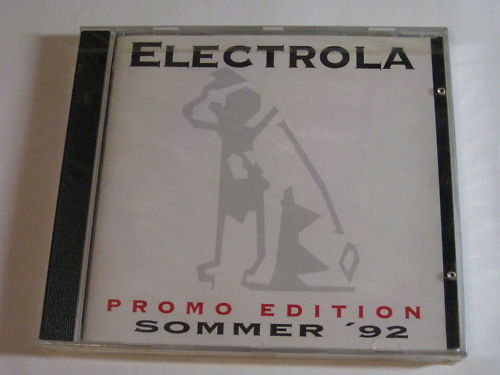 ELECTROLA
PROMO EDITION
SOMMER ´92